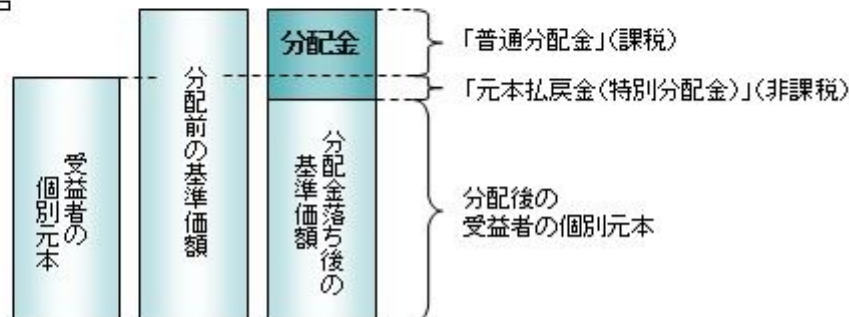 分配金
「普通分配金」(課税)
「元本払戻金(特別分配金)」(非課税)
受益者の
個別元本
分配前の基準価額
分配金落ち後の
基準価額
分配後の
受益者の個別元本